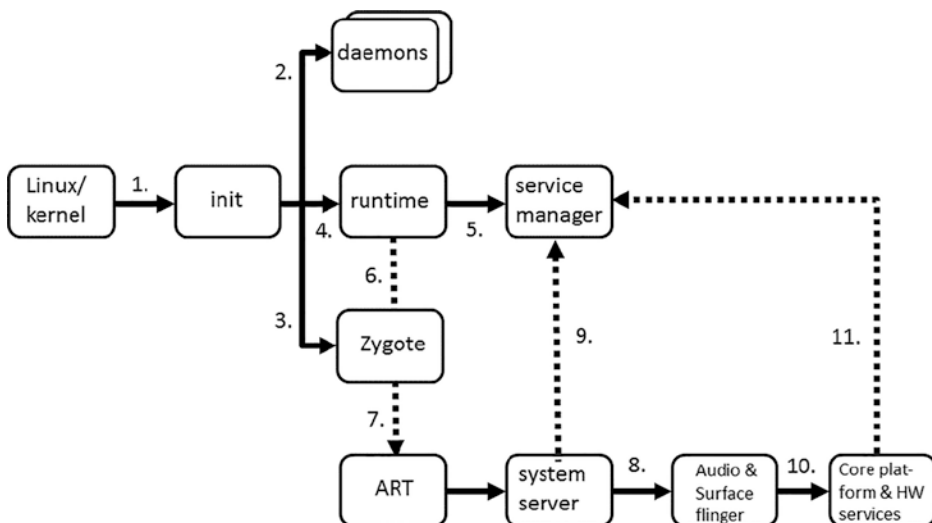 daemons
2.
Linux/
kernel
1.
init
4.
runtime
5.
service
manager
6.
3.
Zygote
9.
11.
7.
ART
system
server
8.
Audio &
Surface
flinger
10.
Core plat-
form & HW
services